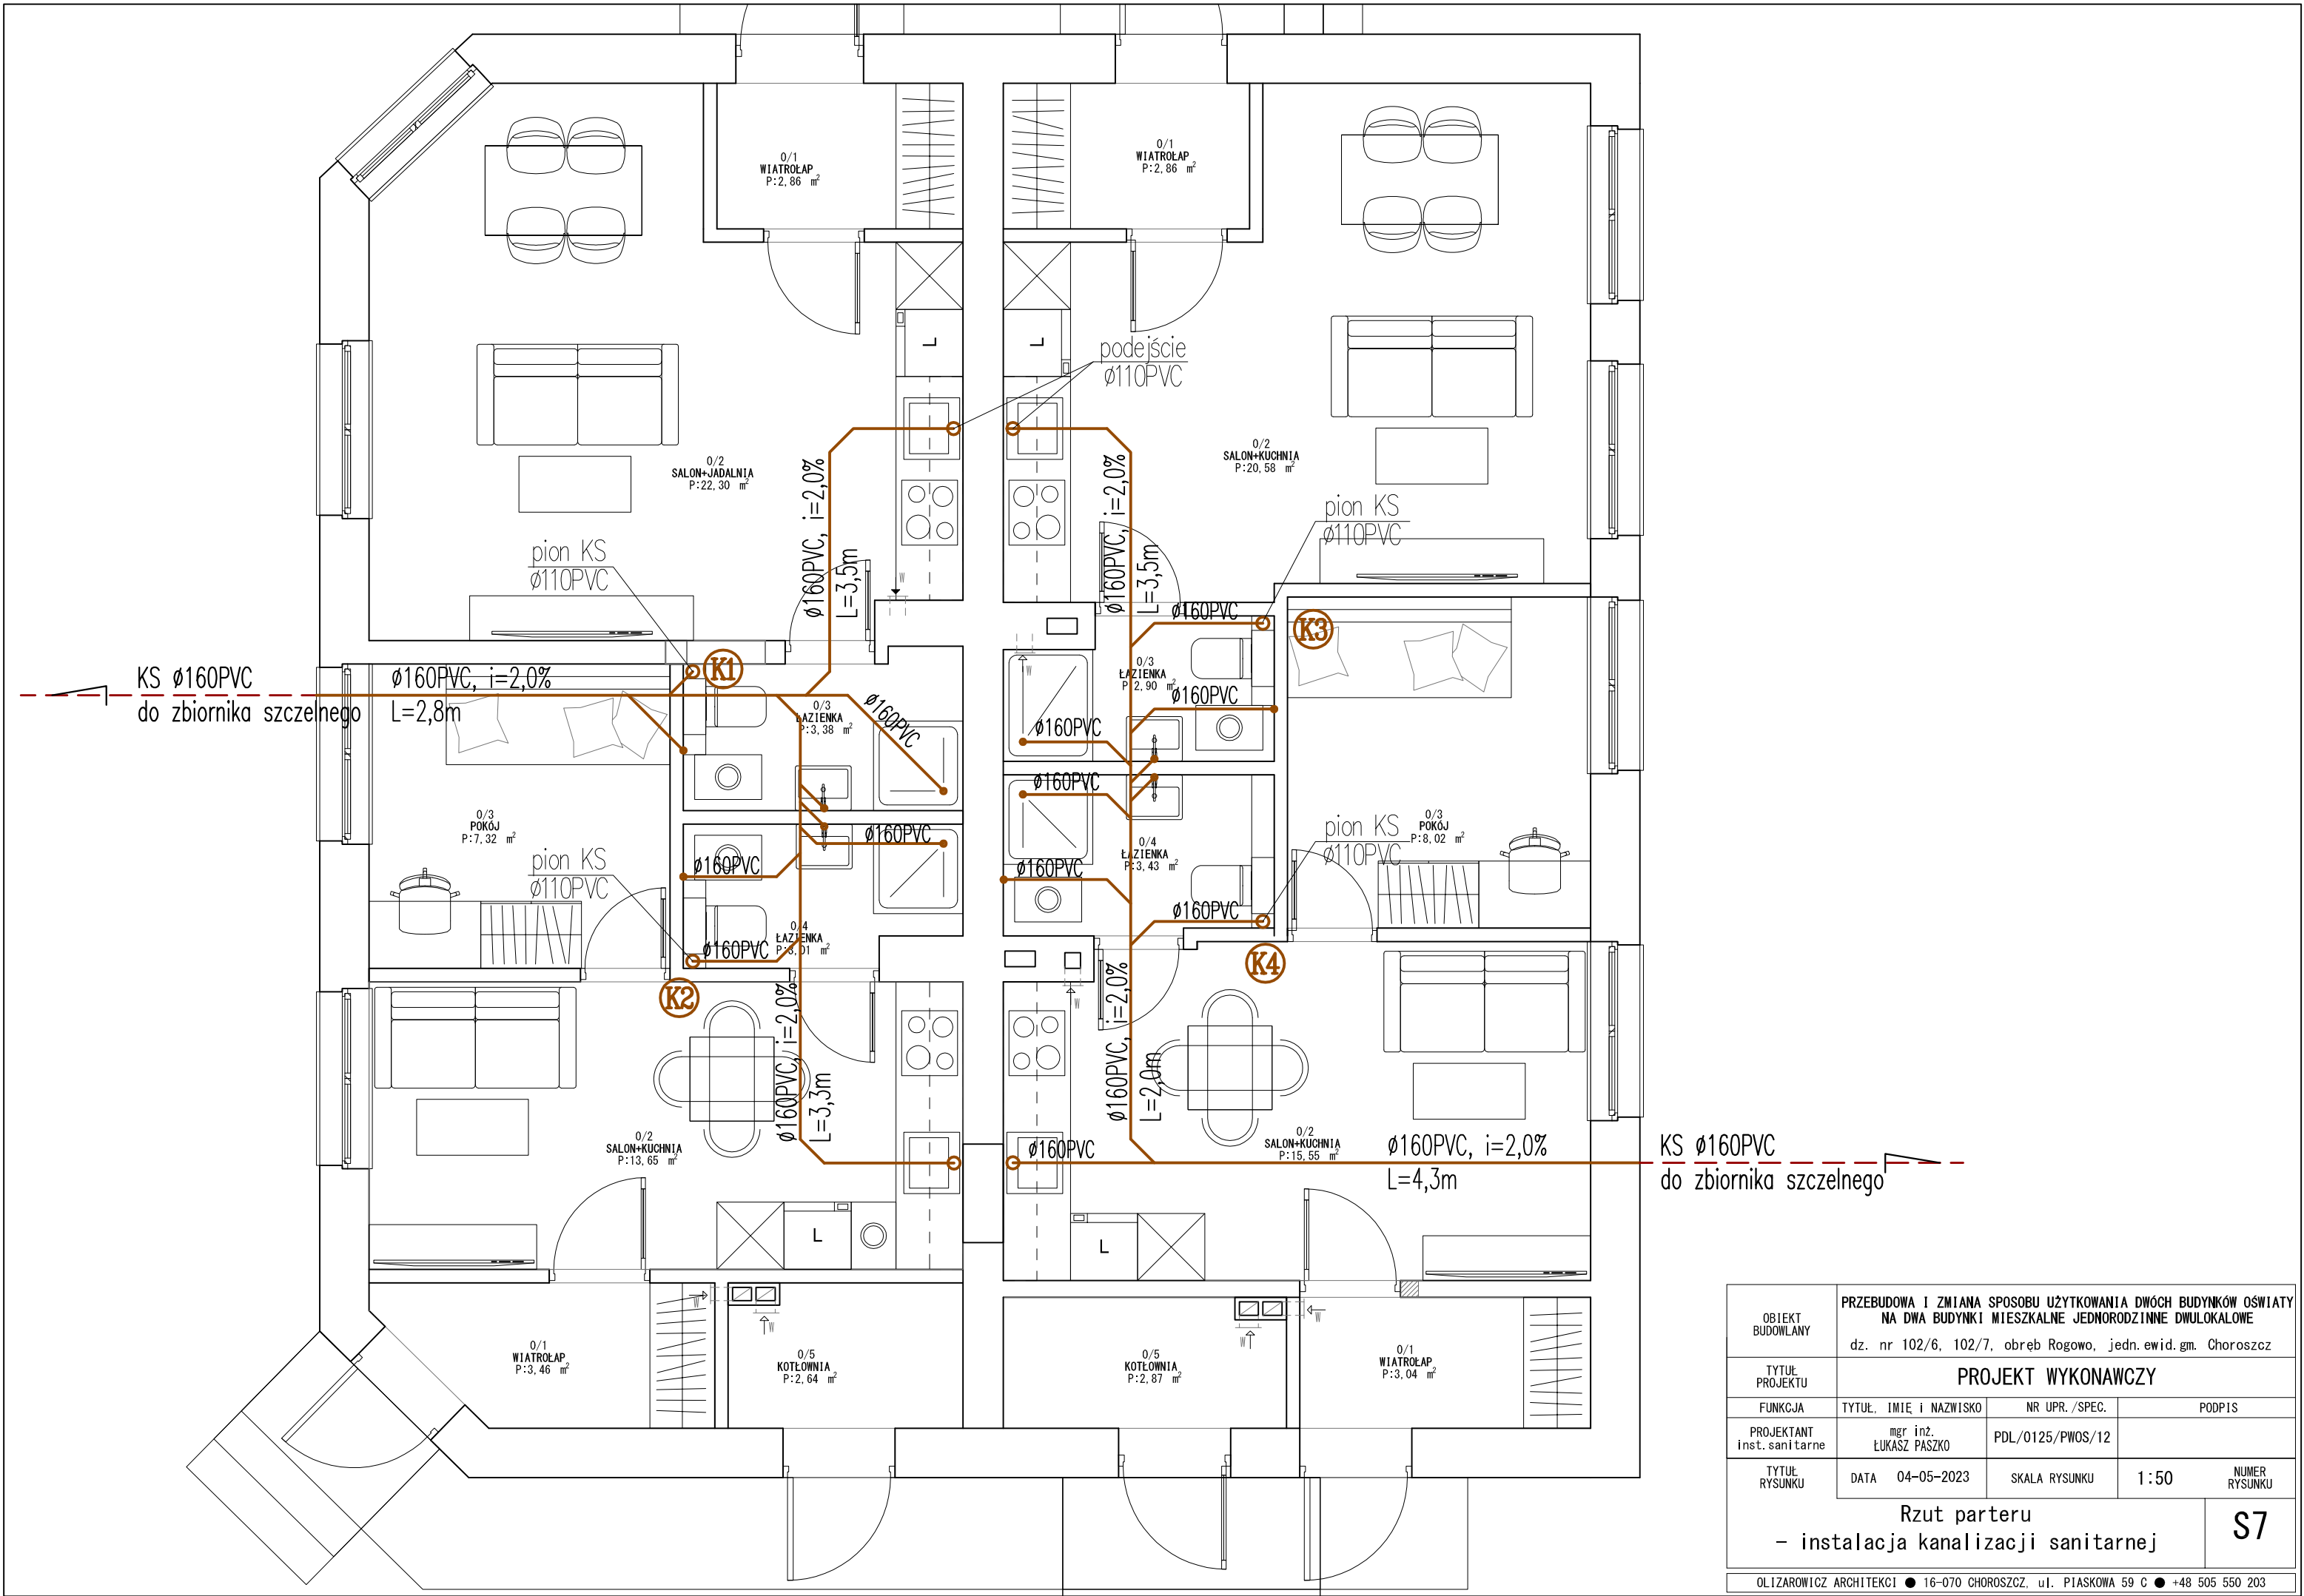 0/1
WIATROŁAP
P:2,86 m²
0/1
WIATROŁAP
P:2,86 m²
L
L
podejście
ø110PVC
0/2
SALON+JADALNIA
P:22,30 m²
0/2
SALON+KUCHNIA
P:20,58 m²
ø160PVC, i=2,0%
L=3,5m
ø160PVC, i=2,0%
L=3,5m
pion KS
ø110PVC
pion KS
ø110PVC
W
W
ø160PVC
K3
K1
KS ø160PVC
do zbiornika szczelnego
ø160PVC, i=2,0%
L=2,8m
0/3
ŁAZIENKA
P:3,38 m²
ø160PVC
0/3
ŁAZIENKA
P:2,90 m²
ø160PVC
ø160PVC
ø160PVC
0/3
POKÓJ
P:7,32 m²
ø160PVC
ø160PVC
pion KS
ø110PVC
0/3
POKÓJ
P:8,02 m²
pion KS
ø110PVC
0/4
ŁAZIENKA
P:3,43 m²
ø160PVC
ø160PVC
0/4
ŁAZIENKA
P:3,01 m²
ø160PVC
K2
K4
W
ø160PVC, i=2,0%
L=3,3m
ø160PVC, i=2,0%
L=2,0m
0/2
SALON+KUCHNIA
P:13,65 m²
ø160PVC
0/2
SALON+KUCHNIA
P:15,55 m²
ø160PVC, i=2,0%
L=4,3m
KS ø160PVC
do zbiornika szczelnego
L
L
W
W
W
W
0/1
WIATROŁAP
P:3,46 m²
0/5
KOTŁOWNIA
P:2,64 m²
0/5
KOTŁOWNIA
P:2,87 m²
0/1
WIATROŁAP
P:3,04 m²
OBIEKT
BUDOWLANY
PRZEBUDOWA I ZMIANA SPOSOBU UŻYTKOWANIA DWÓCH BUDYNKÓW OŚWIATY
NA DWA BUDYNKI MIESZKALNE JEDNORODZINNE DWULOKALOWE
dz. nr 102/6, 102/7, obręb Rogowo, jedn.ewid.gm. Choroszcz
TYTUŁ
PROJEKTU
PROJEKT WYKONAWCZY
FUNKCJA
TYTUŁ. IMIĘ i NAZWISKO
NR UPR./SPEC.
PODPIS
PROJEKTANT
inst.sanitarne
mgr inż.
ŁUKASZ PASZKO
PDL/0125/PWOS/12
TYTUŁ
RYSUNKU
DATA 04-05-2023
SKALA RYSUNKU
1:50
NUMER
RYSUNKU
Rzut parteru
- instalacja kanalizacji sanitarnej
S7
OLIZAROWICZ ARCHITEKCI ● 16-070 CHOROSZCZ, ul. PIASKOWA 59 C ● +48 505 550 203